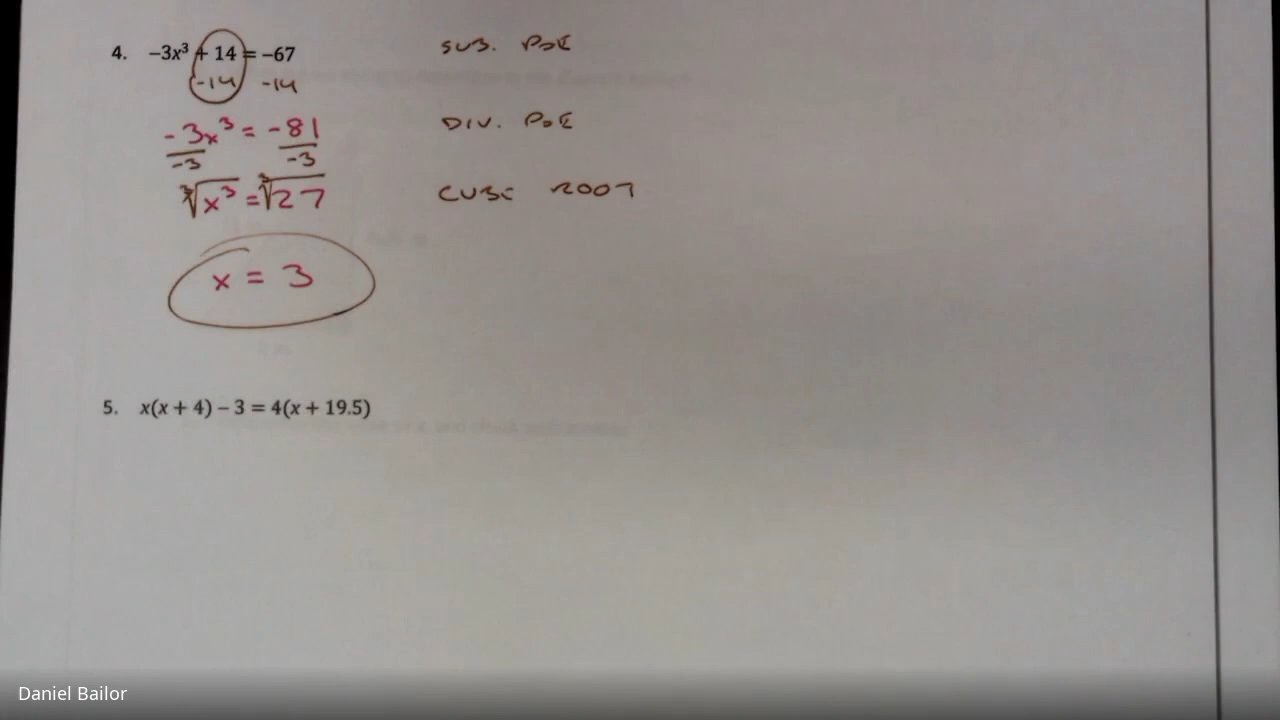 4. −3x³ + 14 = −67
-14 -14
SUB. PoE
-3x³ = -81
-3 -3
DIV. PoE
∛x³ = ∛27
CUBE ROOT
x = 3
5. x(x + 4) − 3 = 4(x + 19.5)
Daniel Bailor